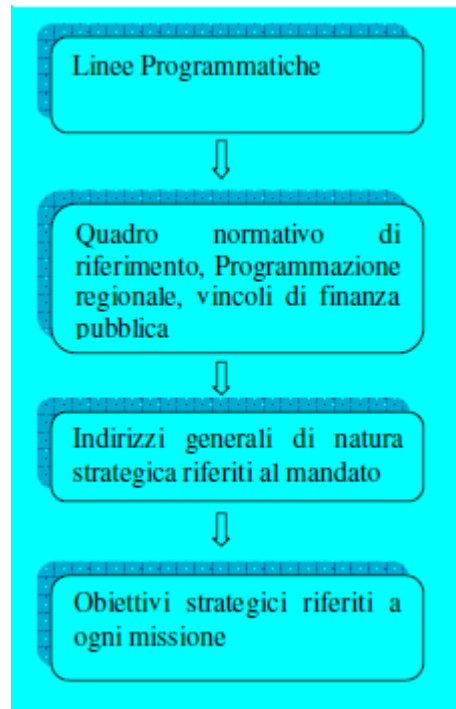 Linee Programmatiche
Quadro normativo di
riferimento, Programmazione
regionale, vincoli di finanza
pubblica
Indirizzi generali di natura
strategica riferiti al mandato
Obiettivi strategici riferiti a
ogni missione